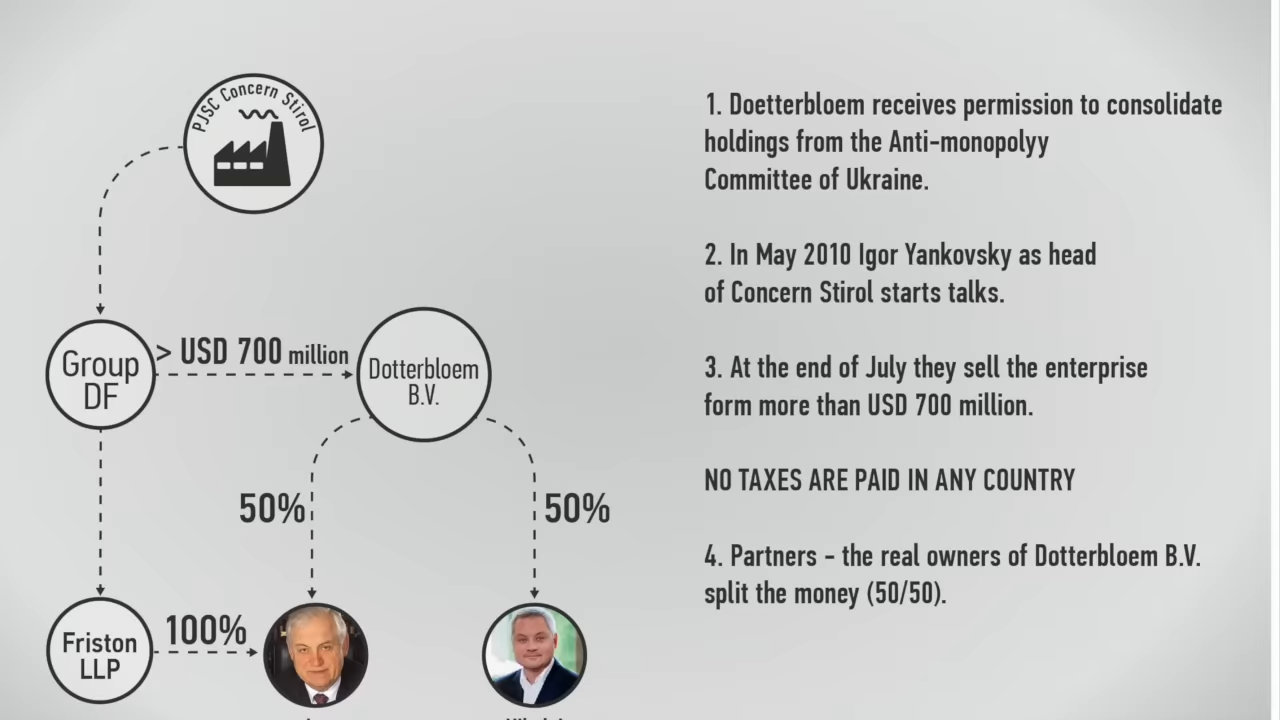 PJSC Concern Stirol
Group
DF
> USD 700 million
Dotterbloem
B.V.
50%
50%
Friston
LLP
100%
1. Doetterbloem receives permission to consolidate
holdings from the Anti-monopolyy
Committee of Ukraine.
2. In May 2010 Igor Yankovsky as head
of Concern Stirol starts talks.
3. At the end of July they sell the enterprise
form more than USD 700 million.
NO TAXES ARE PAID IN ANY COUNTRY
4. Partners - the real owners of Dotterbloem B.V.
split the money (50/50).